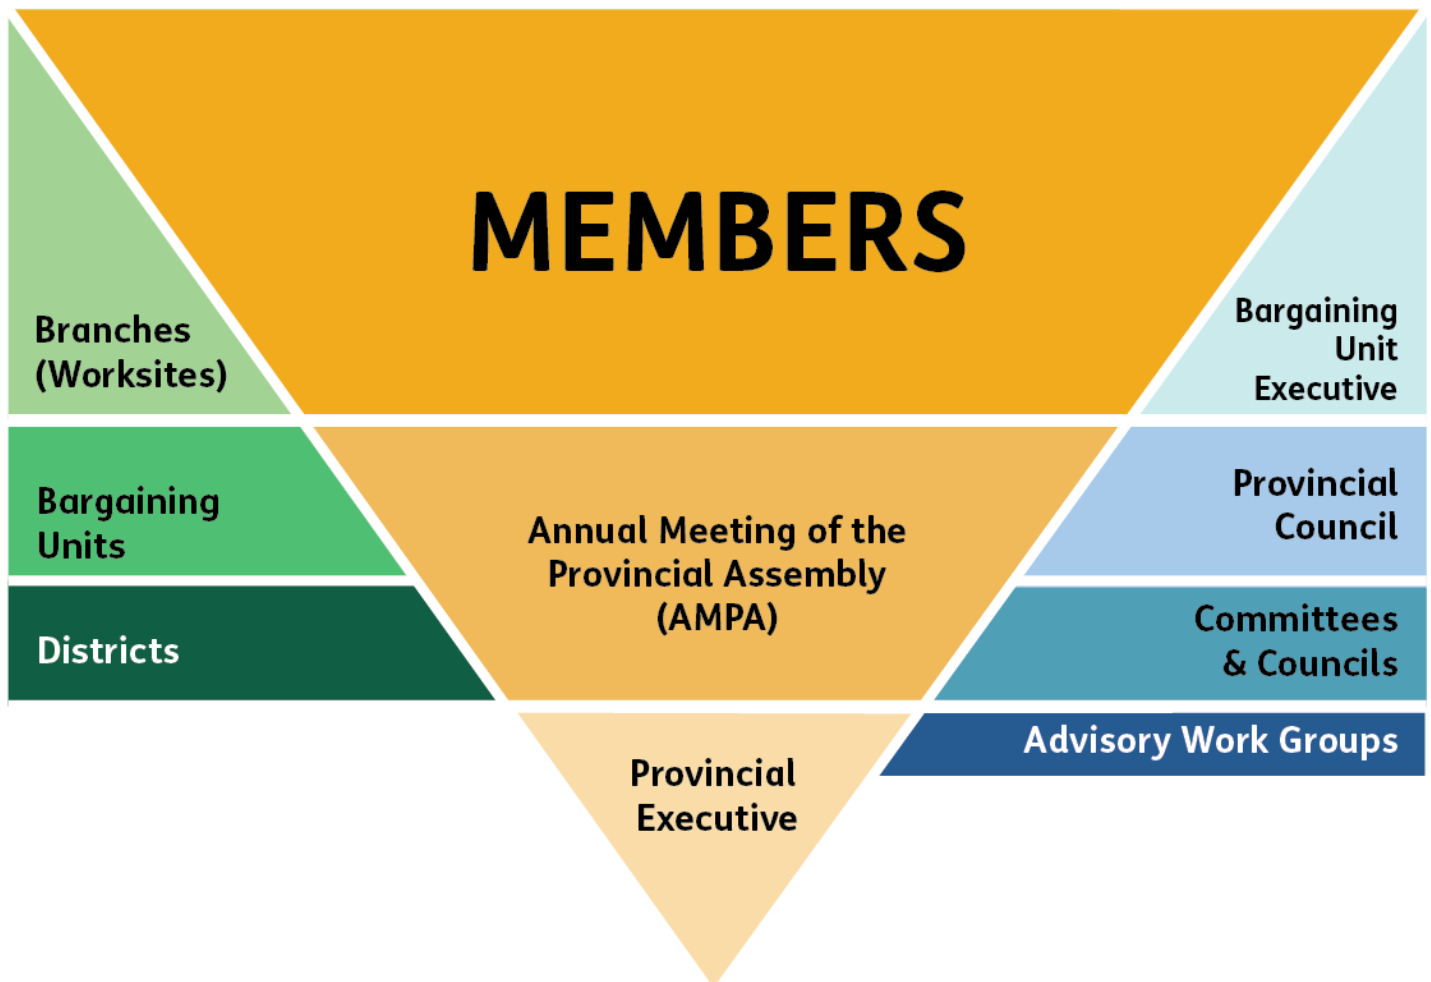 MEMBERS
Branches
(Worksites)
Bargaining
Unit
Executive
Bargaining
Units
Annual Meeting of the
Provincial Assembly
(AMPA)
Provincial
Council
Districts
Committees
& Councils
Provincial
Executive
Advisory Work Groups